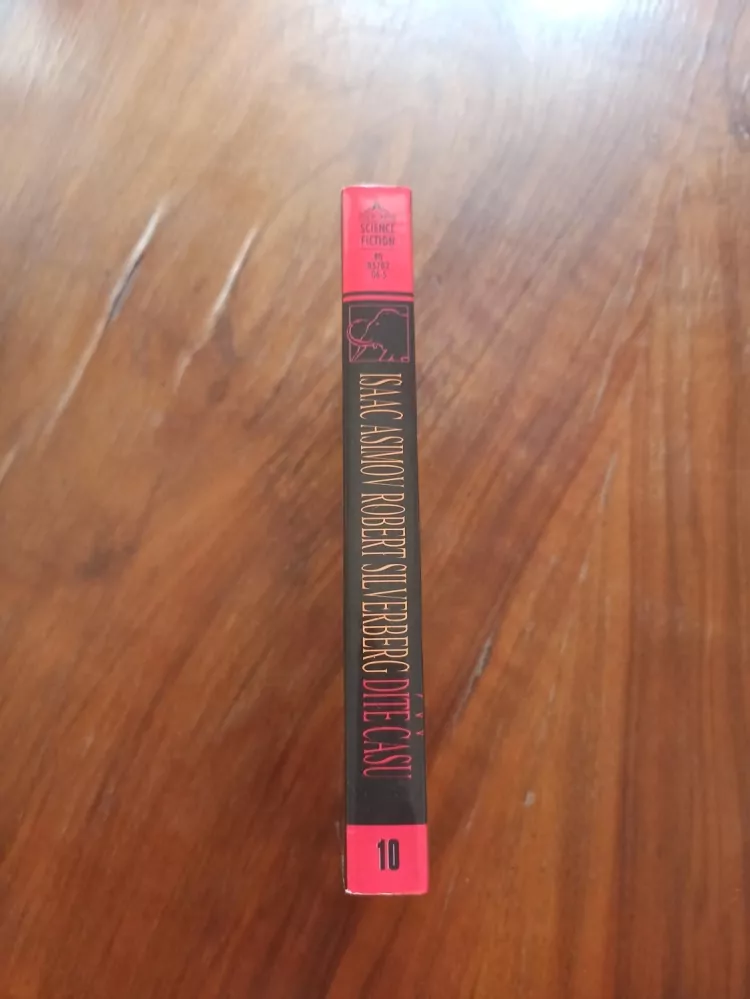 SCIENCE
FICTION
ISAAC ASIMOV ROBERT SILVERBERG DÍTĚ ČASU
10